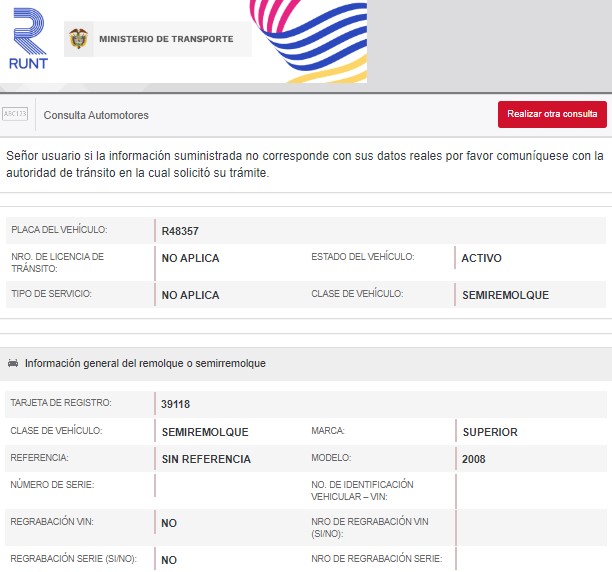 RUNT
MINISTERIO DE TRANSPORTE
ABC123
Consulta Automotores
Realizar otra consulta
Señor usuario si la información suministrada no corresponde con sus datos reales por favor comuníquese con la
autoridad de tránsito en la cual solicitó su trámite.
PLACA DEL VEHÍCULO: R48357
NRO. DE LICENCIA DE TRÁNSITO: NO APLICA ESTADO DEL VEHÍCULO: ACTIVO
TIPO DE SERVICIO: NO APLICA CLASE DE VEHÍCULO: SEMIREMOLQUE
Información general del remolque o semirremolque
TARJETA DE REGISTRO: 39118
CLASE DE VEHÍCULO: SEMIREMOLQUE MARCA: SUPERIOR
REFERENCIA: SIN REFERENCIA MODELO: 2008
NÚMERO DE SERIE: NO. DE IDENTIFICACIÓN VEHICULAR – VIN:
REGRABACIÓN VIN: NO NRO DE REGRABACIÓN VIN (SI/NO):
REGRABACIÓN SERIE (SI/NO): NO NRO DE REGRABACIÓN SERIE: